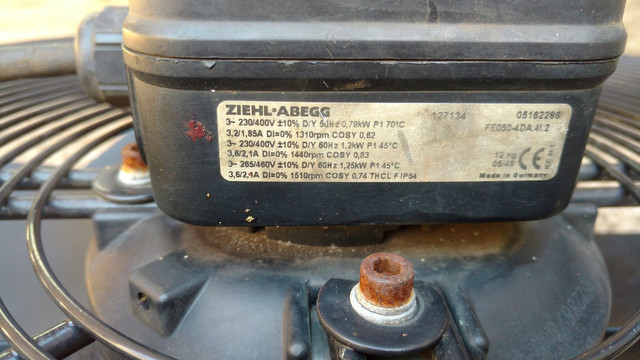 ZIEHL-ABEGG 127134 05162286
3~ 230/400V ±10% D/Y 50Hz 0,79kW P1 70°C FE050-4DA.4I.2
3,2/1,85A DI=0% 1310rpm COSY 0,62
3~ 230/400V ±10% D/Y 60Hz 1,2kW P1 45°C
3,6/2,1A DI=0% 1440rpm COSY 0,83 12 kg CE
3~ 265/460V ±10% D/Y 60Hz 1,25kW P1 45°C 05/45
3,6/2,1A DI=0% 1510rpm COSY 0,74 THCL F IP54 Made in Germany